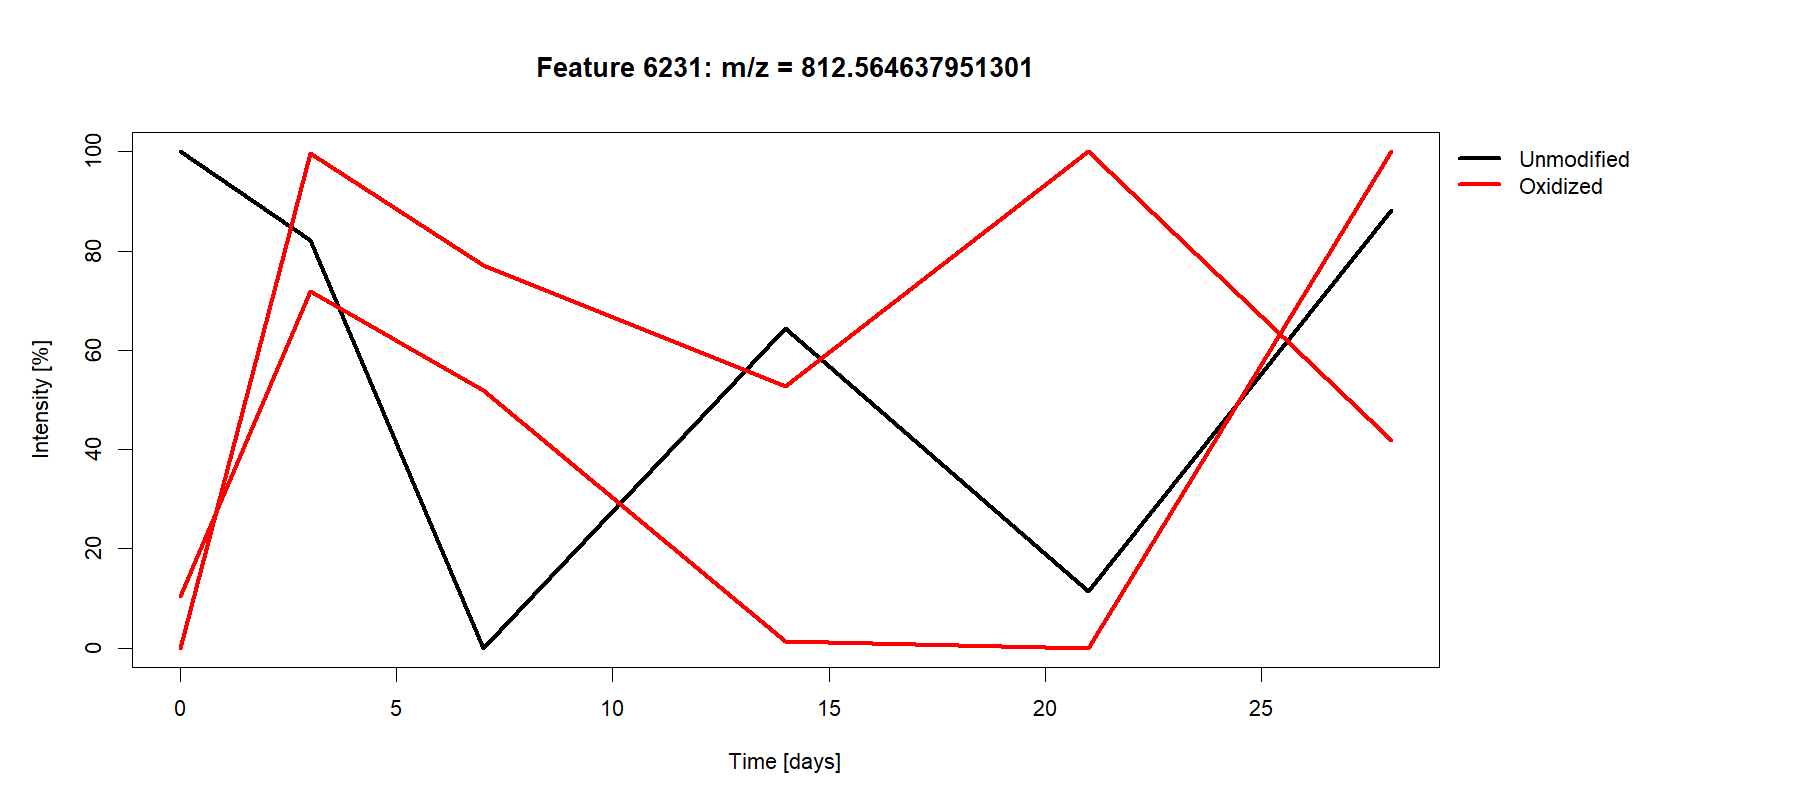 Feature 6231: m/z = 812.564637951301
Unmodified
Oxidized
Intensity [%]
100
80
60
40
20
0
0 5 10 15 20 25
Time [days]